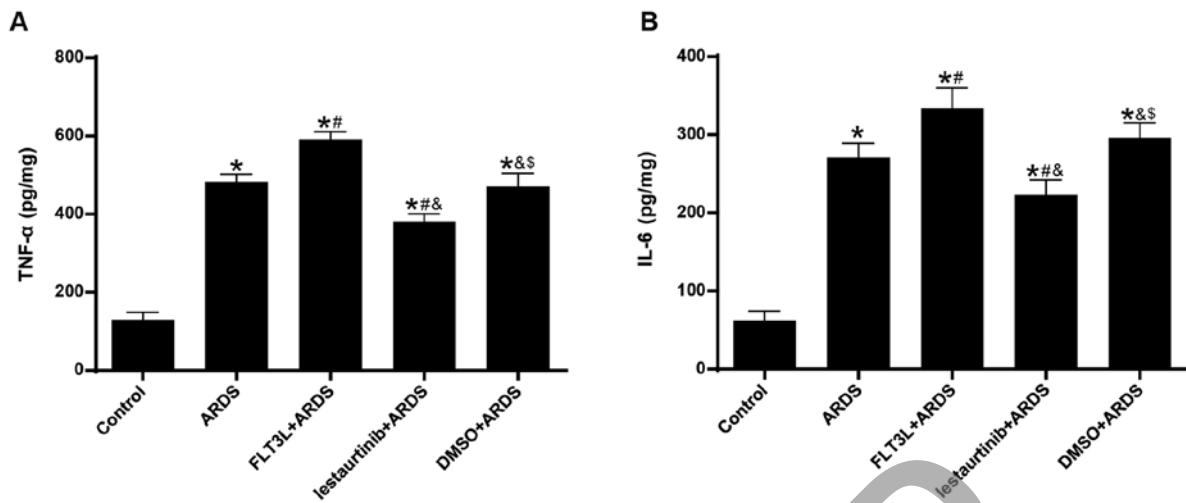 A
TNF-α (pg/mg)
800
600
400
200
0
*
*#
*#&
*&$
Control
ARDS
FLT3L+ARDS
lestaurtinib+ARDS
DMSO+ARDS
B
IL-6 (pg/mg)
400
300
200
100
0
*
*#
*#&
*&$
Control
ARDS
FLT3L+ARDS
lestaurtinib+ARDS
DMSO+ARDS